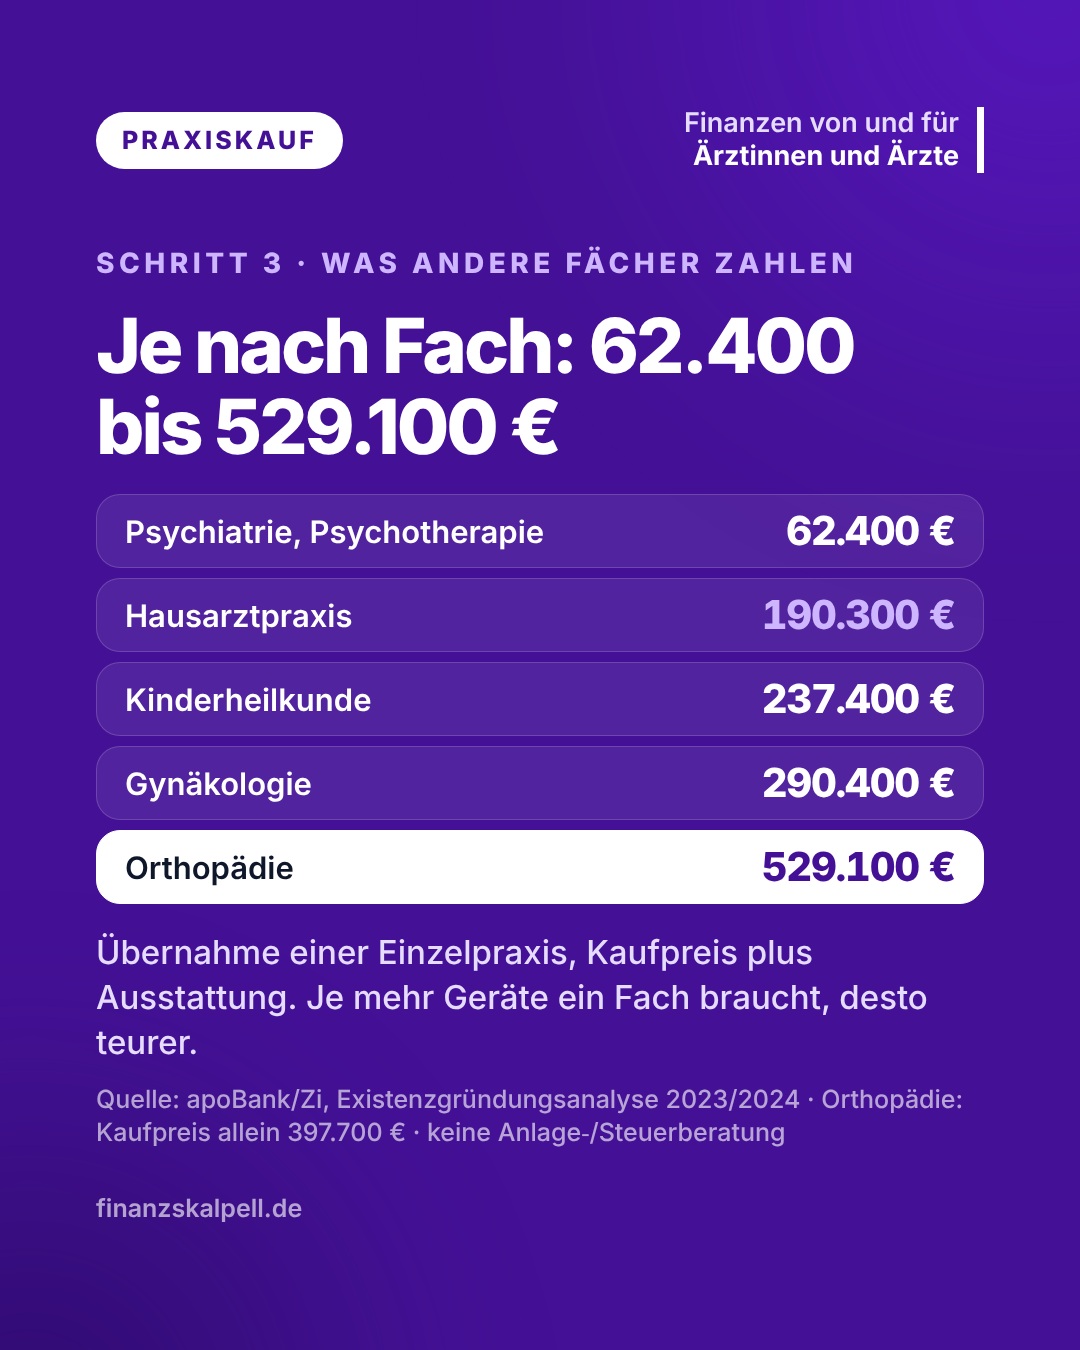 PRAXISKAUF
Finanzen von und für
Ärztinnen und Ärzte
SCHRITT 3 · WAS ANDERE FÄCHER ZAHLEN
Je nach Fach: 62.400
bis 529.100 €
Psychiatrie, Psychotherapie 62.400 €
Hausarztpraxis 190.300 €
Kinderheilkunde 237.400 €
Gynäkologie 290.400 €
Orthopädie 529.100 €
Übernahme einer Einzelpraxis, Kaufpreis plus
Ausstattung. Je mehr Geräte ein Fach braucht, desto
teurer.
Quelle: apoBank/Zi, Existenzgründungsanalyse 2023/2024 · Orthopädie:
Kaufpreis allein 397.700 € · keine Anlage-/Steuerberatung
finanzskalpell.de